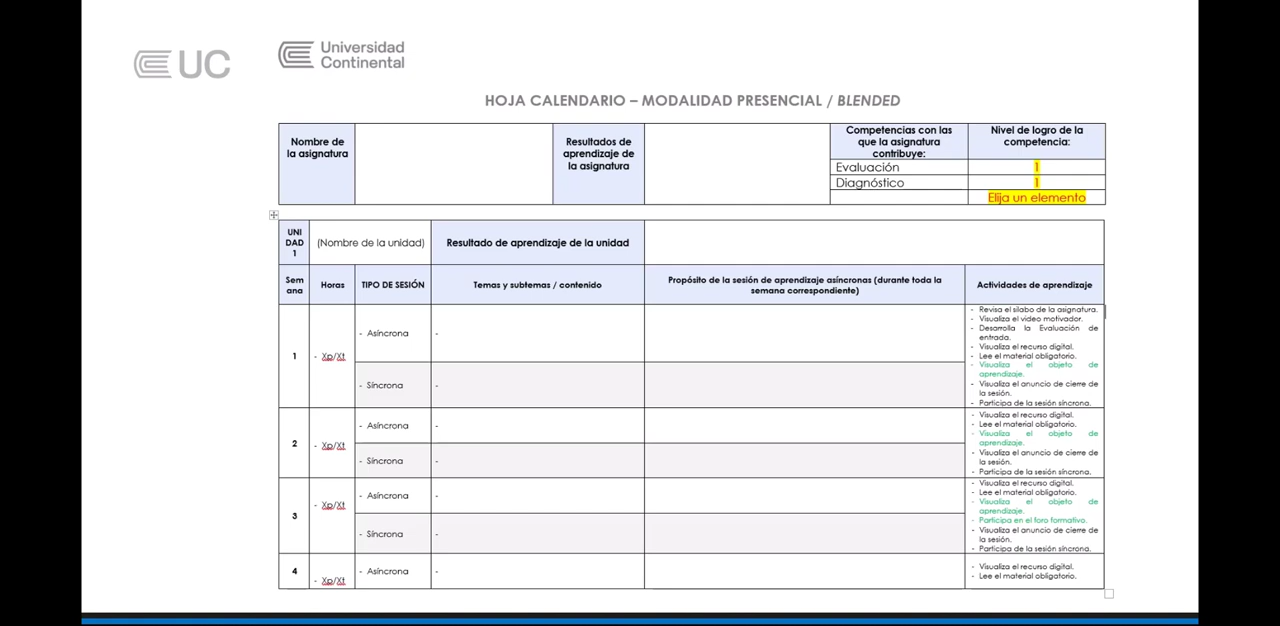 UC
Universidad
Continental
HOJA CALENDARIO – MODALIDAD PRESENCIAL / BLENDED
Nombre de
la asignatura
Resultados de
aprendizaje de
la asignatura
Competencias con las
que la asignatura
contribuye:
Nivel de logro de la
competencia:
Evaluación
1
Diagnóstico
1
Elija un elemento
UNI
DAD
1
(Nombre de la unidad)
Resultado de aprendizaje de la unidad
Sem
ana
Horas
TIPO DE SESIÓN
Temas y subtemas / contenido
Propósito de la sesión de aprendizaje asíncronas (durante toda la
semana correspondiente)
Actividades de aprendizaje
1
- Xp/Xt
- Asíncrona
-
- Síncrona
-
- Revisa el sílabo de la asignatura.
- Visualiza el video motivador.
- Desarrolla la Evaluación de
entrada.
- Visualiza el recurso digital.
- Lee el material obligatorio.
- Visualiza el objeto de
aprendizaje.
- Visualiza el anuncio de cierre de
la sesión.
- Participa de la sesión síncrona.
2
- Xp/Xt
- Asíncrona
-
- Síncrona
-
- Visualiza el recurso digital.
- Lee el material obligatorio.
- Visualiza el objeto de
aprendizaje.
- Visualiza el anuncio de cierre de
la sesión.
- Participa de la sesión síncrona.
3
- Xp/Xt
- Asíncrona
-
- Síncrona
-
- Visualiza el recurso digital.
- Lee el material obligatorio.
- Visualiza el objeto de
aprendizaje.
- Participa en el foro formativo.
- Visualiza el anuncio de cierre de
la sesión.
- Participa de la sesión síncrona.
4
- Xp/Xt
- Asíncrona
-
- Visualiza el recurso digital.
- Lee el material obligatorio.